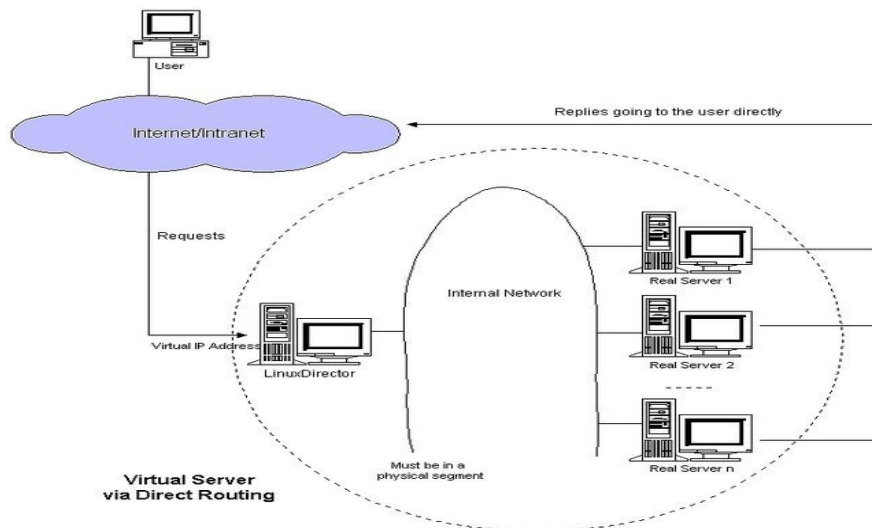 User
Replies going to the user directly
Internet/Intranet
Requests
Real Server 1
Internal Network
Virtual IP Address
LinuxDirector
Real Server 2
Must be in a
physical segment
Real Server n
Virtual Server
via Direct Routing